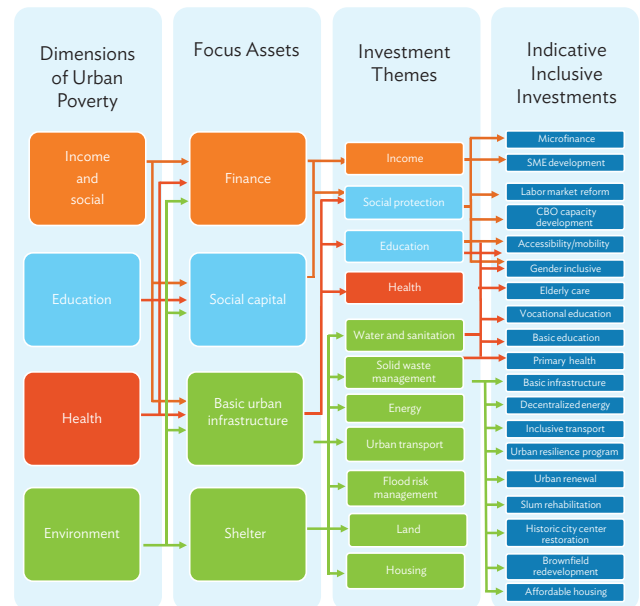 Dimensions
of Urban
Poverty
Income
and
social
Education
Health
Environment
Focus Assets
Finance
Social capital
Basic urban
infrastructure
Shelter
Investment
Themes
Income
Social protection
Education
Health
Water and sanitation
Solid waste
management
Energy
Urban transport
Flood risk
management
Land
Housing
Indicative
Inclusive
Investments
Microfinance
SME development
Labor market reform
CBO capacity
development
Accessibility/mobility
Gender inclusive
Elderly care
Vocational education
Basic education
Primary health
Basic infrastructure
Decentralized energy
Inclusive transport
Urban resilience program
Urban renewal
Slum rehabilitation
Historic city center
restoration
Brownfield
redevelopment
Affordable housing